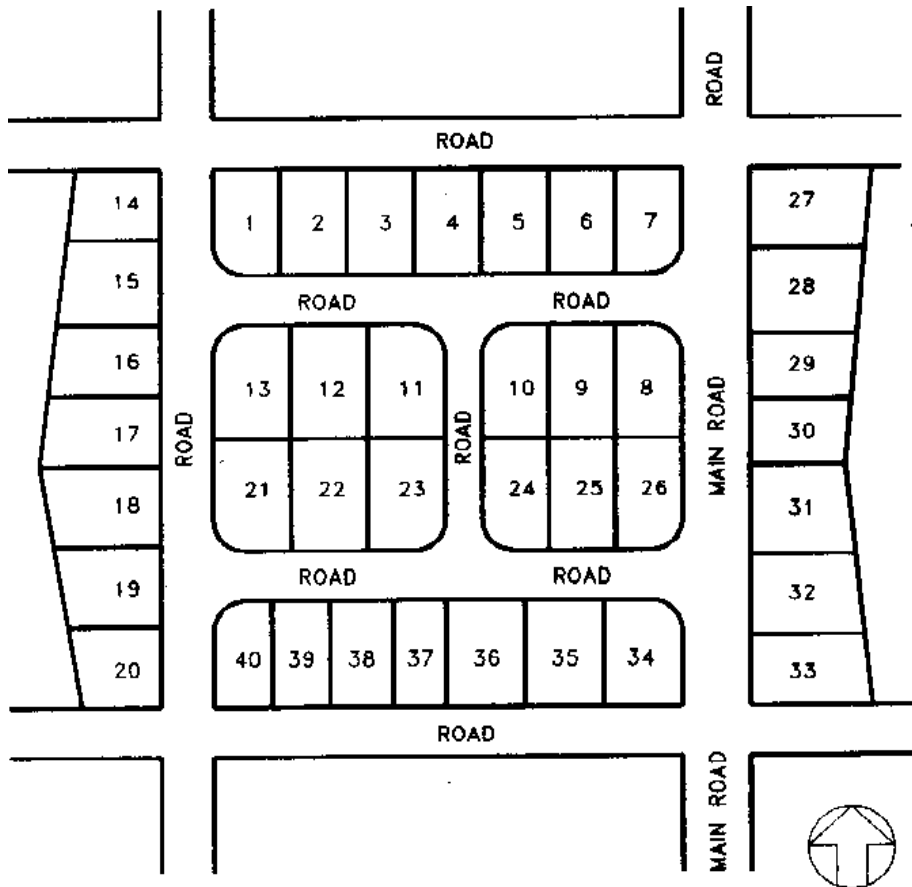 ROAD
ROAD
14 1 2 3 4 5 6 7 27
15 28
ROAD ROAD
16 29
13 12 11 10 9 8
17 30
ROAD ROAD MAIN ROAD
21 22 23 24 25 26
18 31
ROAD ROAD
19 32
20 40 39 38 37 36 35 34 33
ROAD
MAIN ROAD